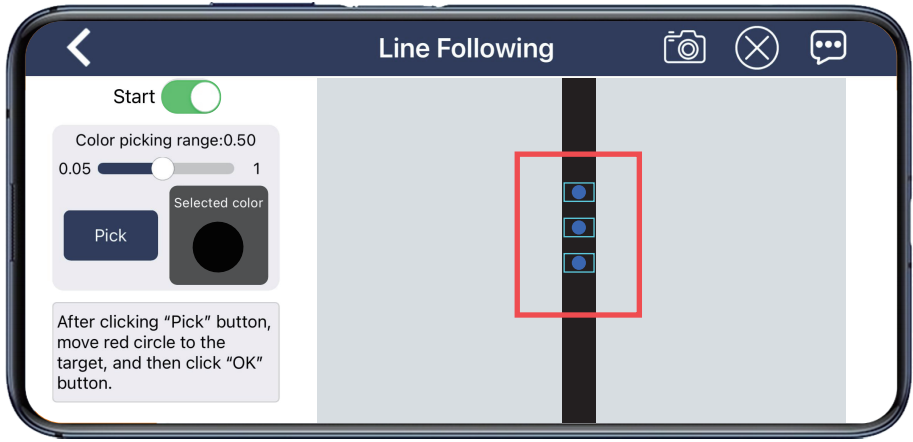 Line Following
Start
Color picking range:0.50
0.05
1
Pick
Selected color
After clicking “Pick” button,
move red circle to the
target, and then click “OK”
button.